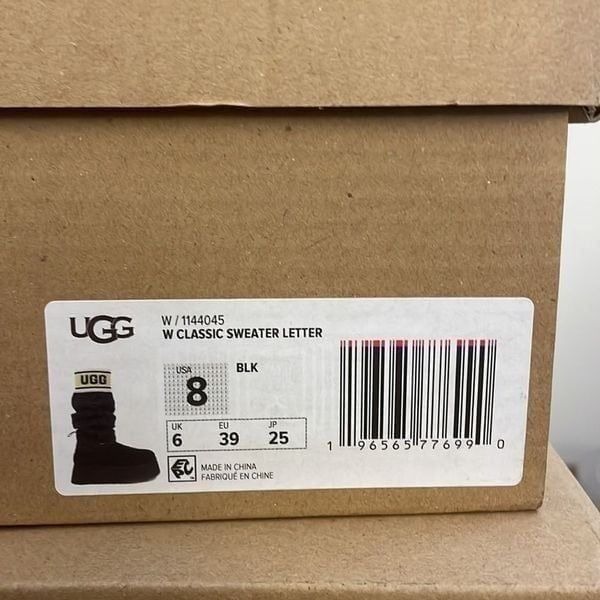 UGG
W / 1144045
W CLASSIC SWEATER LETTER
UGG
USA
8
BLK
UK EU JP
6 39 25
MADE IN CHINA
FABRIQUÉ EN CHINE
1 96565 77699 0